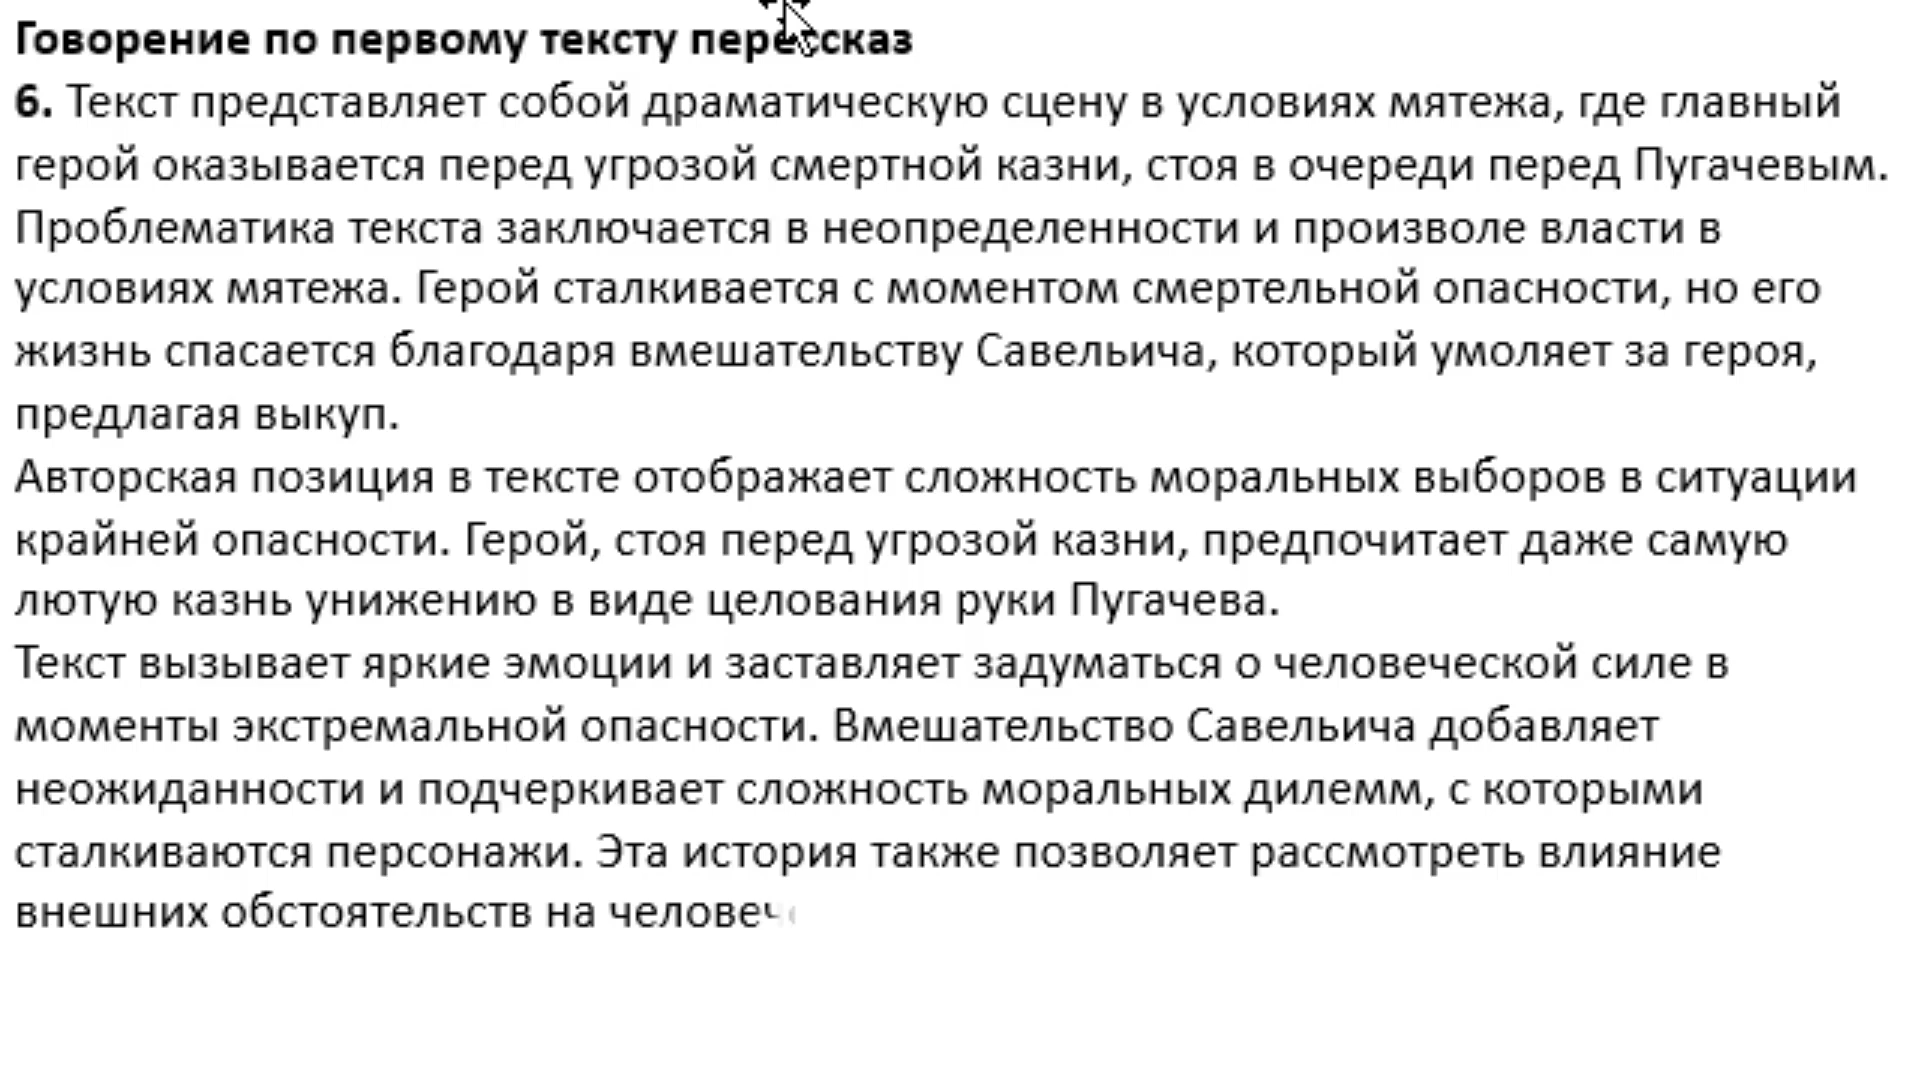 Говорение по первому тексту перессказ
6. Текст представляет собой драматическую сцену в условиях мятежа, где главный
герой оказывается перед угрозой смертной казни, стоя в очереди перед Пугачевым.
Проблематика текста заключается в неопределенности и произволе власти в
условиях мятежа. Герой сталкивается с моментом смертельной опасности, но его
жизнь спасается благодаря вмешательству Савельича, который умоляет за героя,
предлагая выкуп.
Авторская позиция в тексте отображает сложность моральных выборов в ситуации
крайней опасности. Герой, стоя перед угрозой казни, предпочитает даже самую
лютую казнь унижению в виде целования руки Пугачева.
Текст вызывает яркие эмоции и заставляет задуматься о человеческой силе в
моменты экстремальной опасности. Вмешательство Савельича добавляет
неожиданности и подчеркивает сложность моральных дилемм, с которыми
сталкиваются персонажи. Эта история также позволяет рассмотреть влияние
внешних обстоятельств на